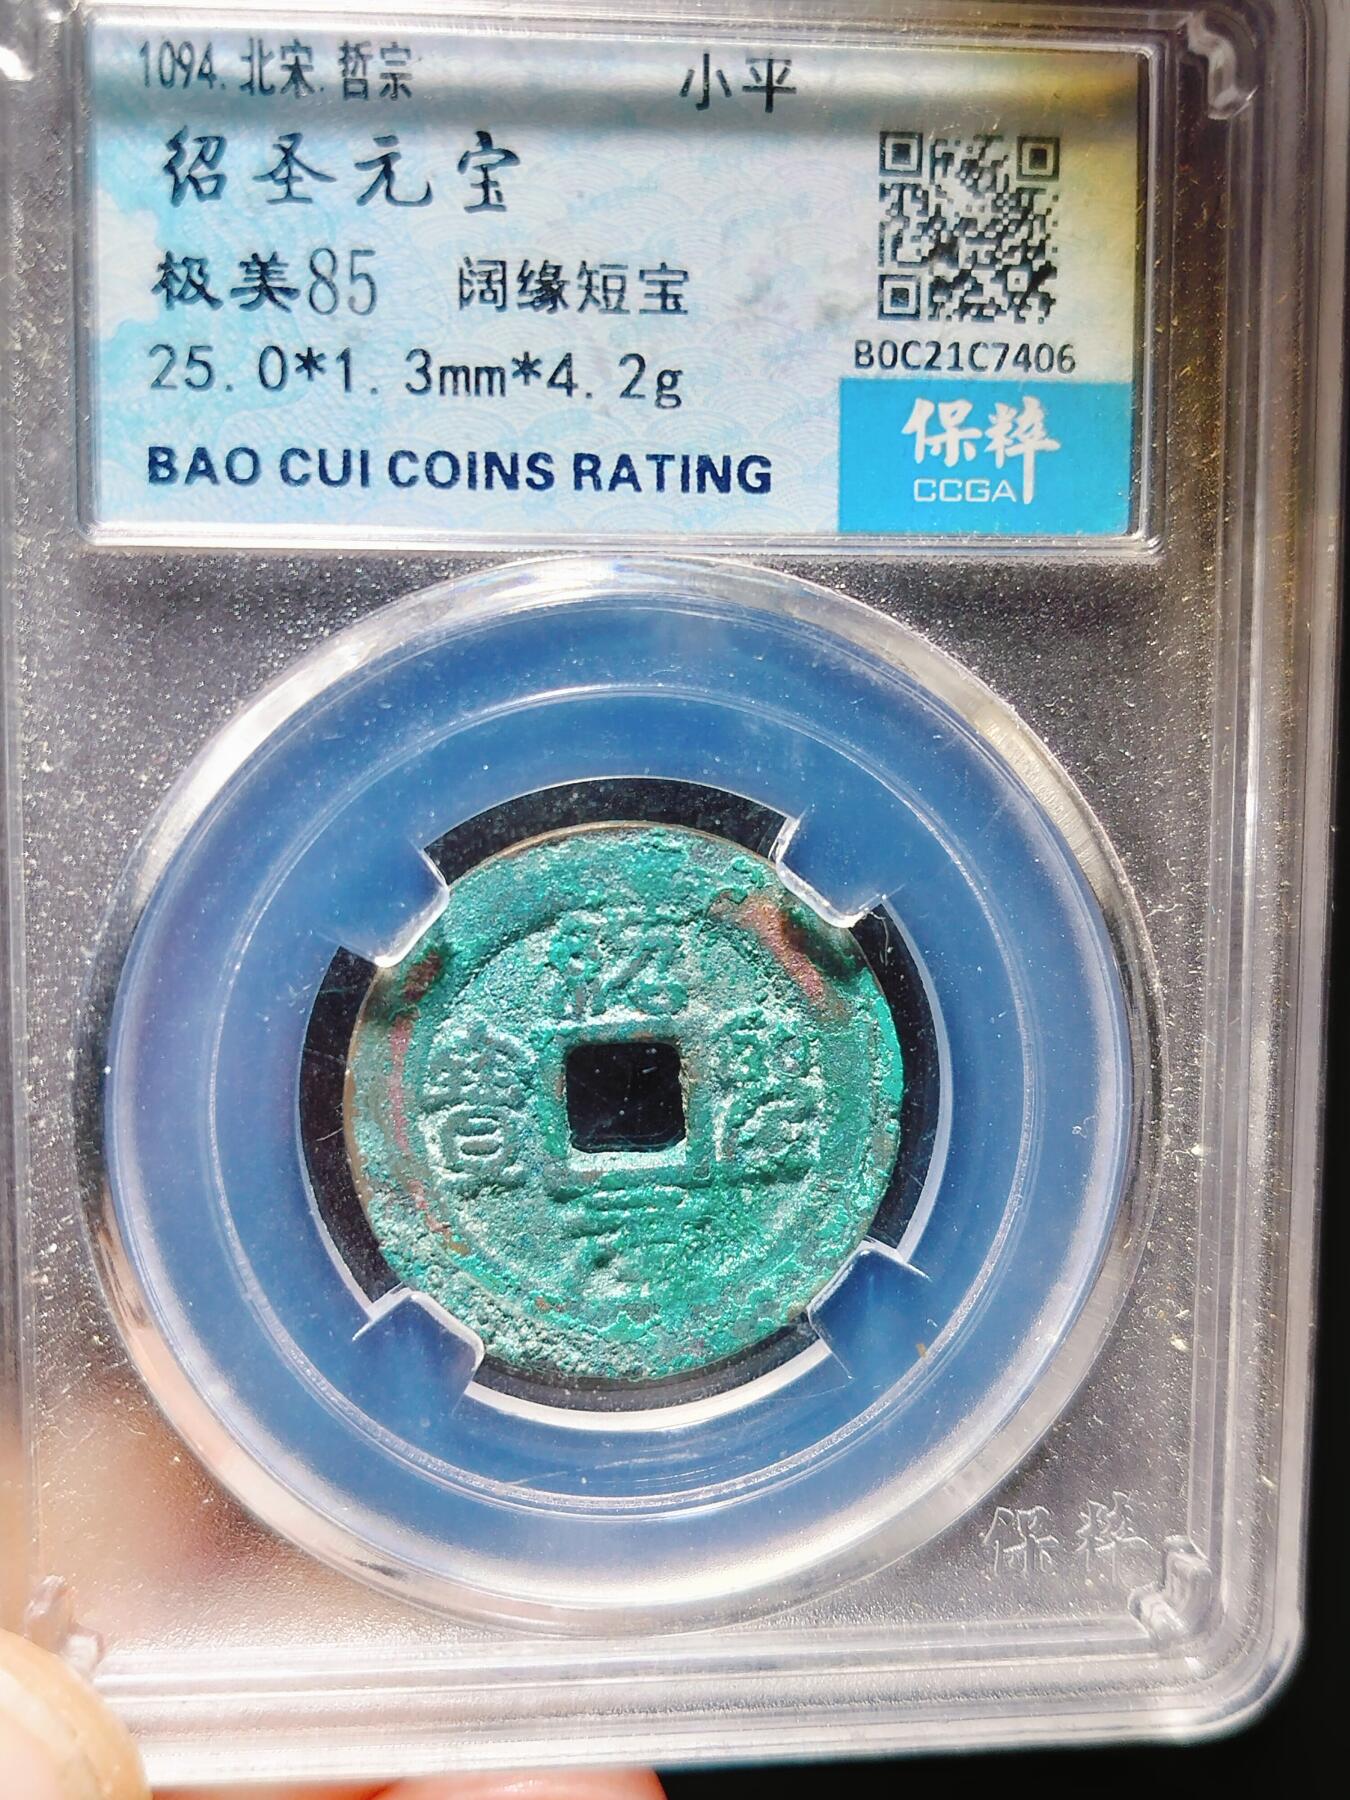 1094.北宋.哲宗 小平
绍圣元宝
极美85 阔缘短宝
25.0*1.3mm*4.2g
B0C21C7406
BAO CUI COINS RATING
保粹
CCGA
紹
寶 聖
元
保粹